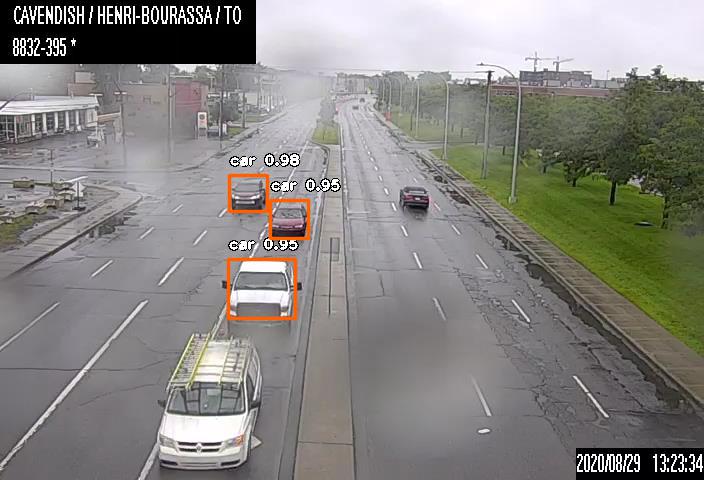 CAVENDISH / HENRI-BOURASSA / TO
8832-395 *
car 0.98
car 0.95
car 0.95
2020/08/29 13:23:34